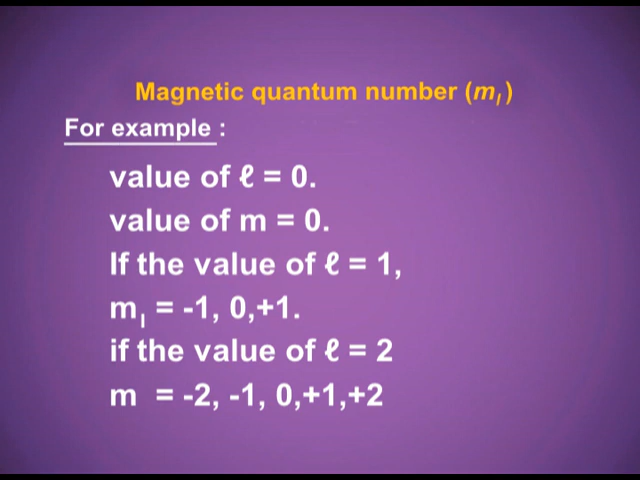 Magnetic quantum number (mₗ)
For example :
value of ℓ = 0.
value of m = 0.
If the value of ℓ = 1,
mₗ = -1, 0,+1.
if the value of ℓ = 2
m = -2, -1, 0,+1,+2